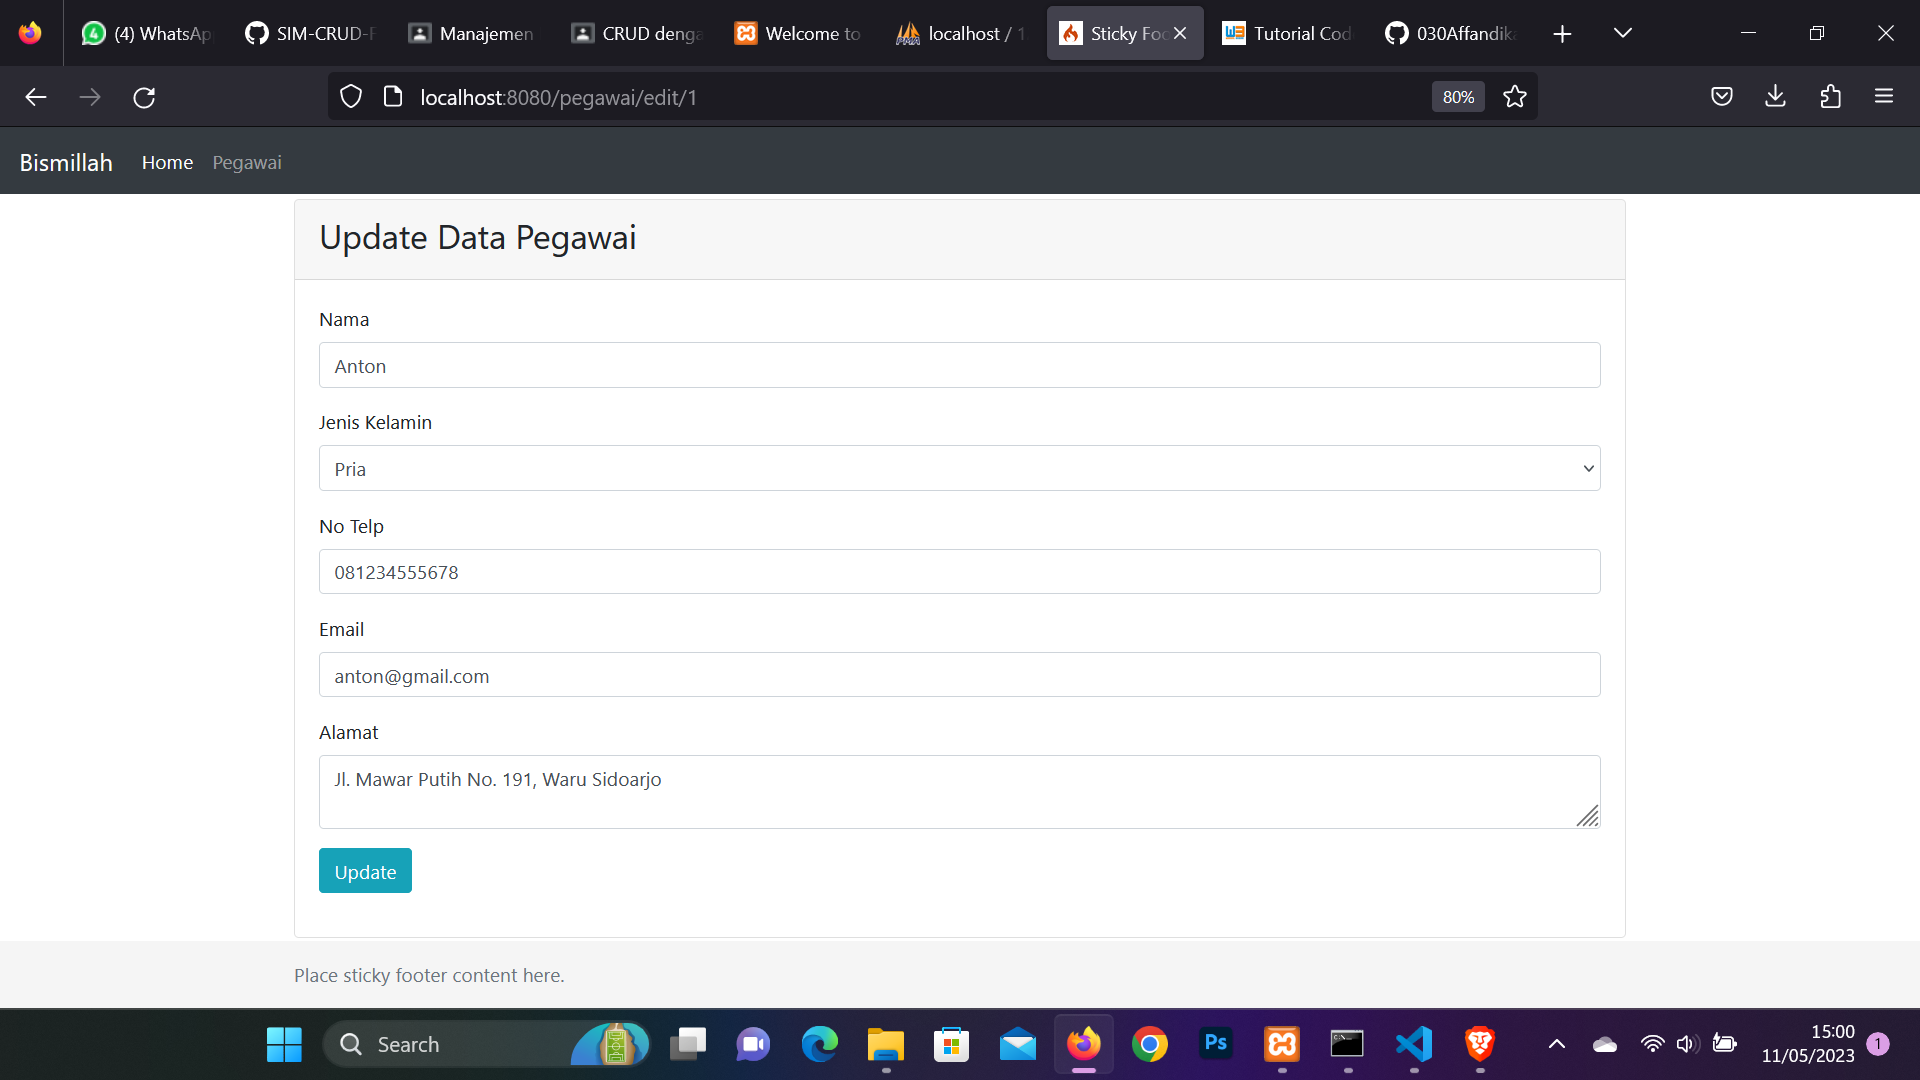 (4) WhatsAp
SIM-CRUD-
Manajemen
CRUD denga
Welcome to
localhost / 1
Sticky Foo
Tutorial Cod
030Affandik
localhost:8080/pegawai/edit/1
80%
Bismillah Home Pegawai
Update Data Pegawai
Nama
Anton
Jenis Kelamin
Pria
No Telp
081234555678
Email
anton@gmail.com
Alamat
Jl. Mawar Putih No. 191, Waru Sidoarjo
Update
Place sticky footer content here.
Search
Ps
15:00
11/05/2023
1